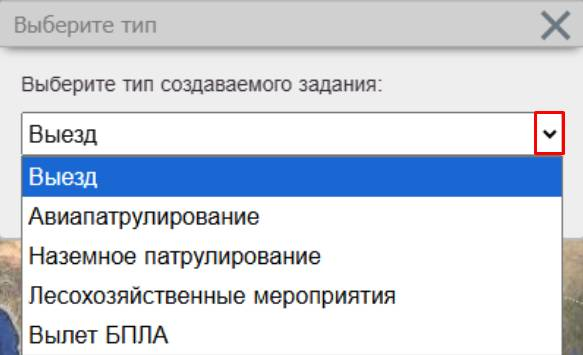 Выберите тип
Выберите тип создаваемого задания:
Выезд
Выезд
Авиапатрулирование
Наземное патрулирование
Лесохозяйственные мероприятия
Вылет БПЛА